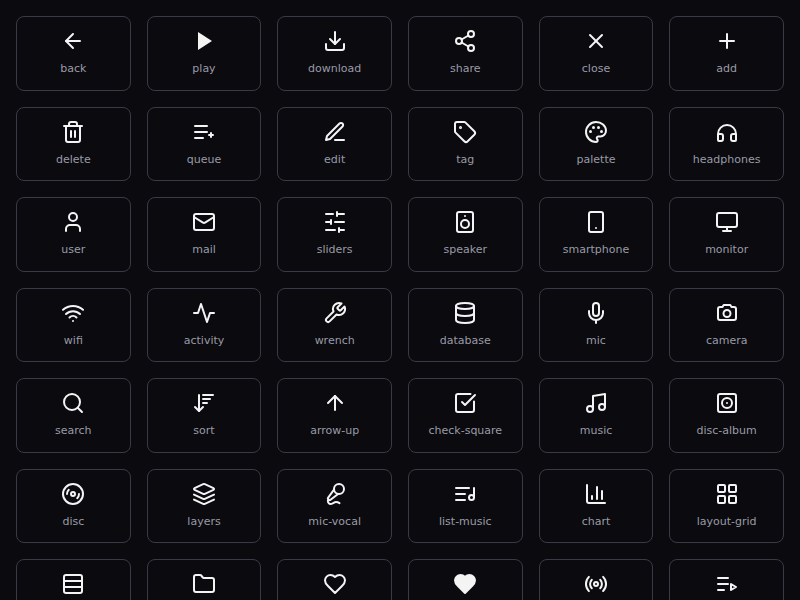 back
play
download
share
close
add
delete
queue
edit
tag
palette
headphones
user
mail
sliders
speaker
smartphone
monitor
wifi
activity
wrench
database
mic
camera
search
sort
arrow-up
check-square
music
disc-album
disc
layers
mic-vocal
list-music
chart
layout-grid